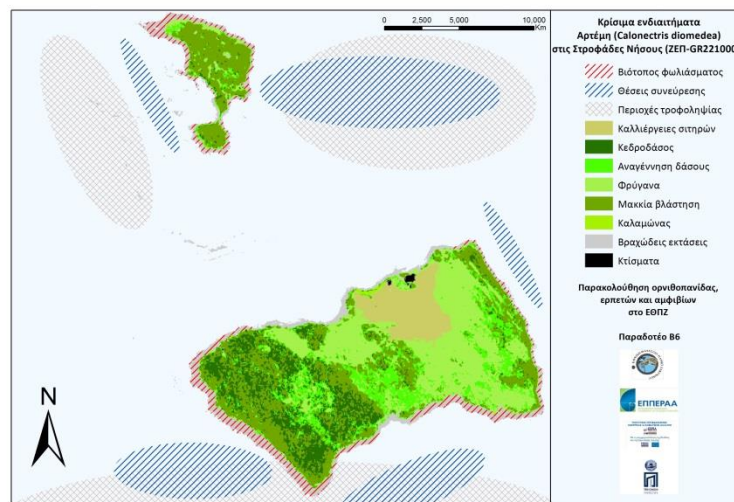 0 2,500 5,000 10,000
Km
N
Κρίσιμα ενδιαιτήματα
Αρτέμη (Calonectris diomedea)
στις Στροφάδες Νήσους (ΖΕΠ-GR221000
Βιότοπος φωλιάσματος
Θέσεις συνεύρεσης
Περιοχές τροφοληψίας
Καλλιέργειες σιτηρών
Κεδροδάσος
Αναγέννηση δάσους
Φρύγανα
Μακκία βλάστηση
Καλαμώνας
Βραχώδεις εκτάσεις
Κτίσματα
Παρακολούθηση ορνιθοπανίδας,
ερπετών και αμφιβίων
στο ΕΘΠΖ
Παραδοτέο Β6
ΕΠΠΕΡΑΑ